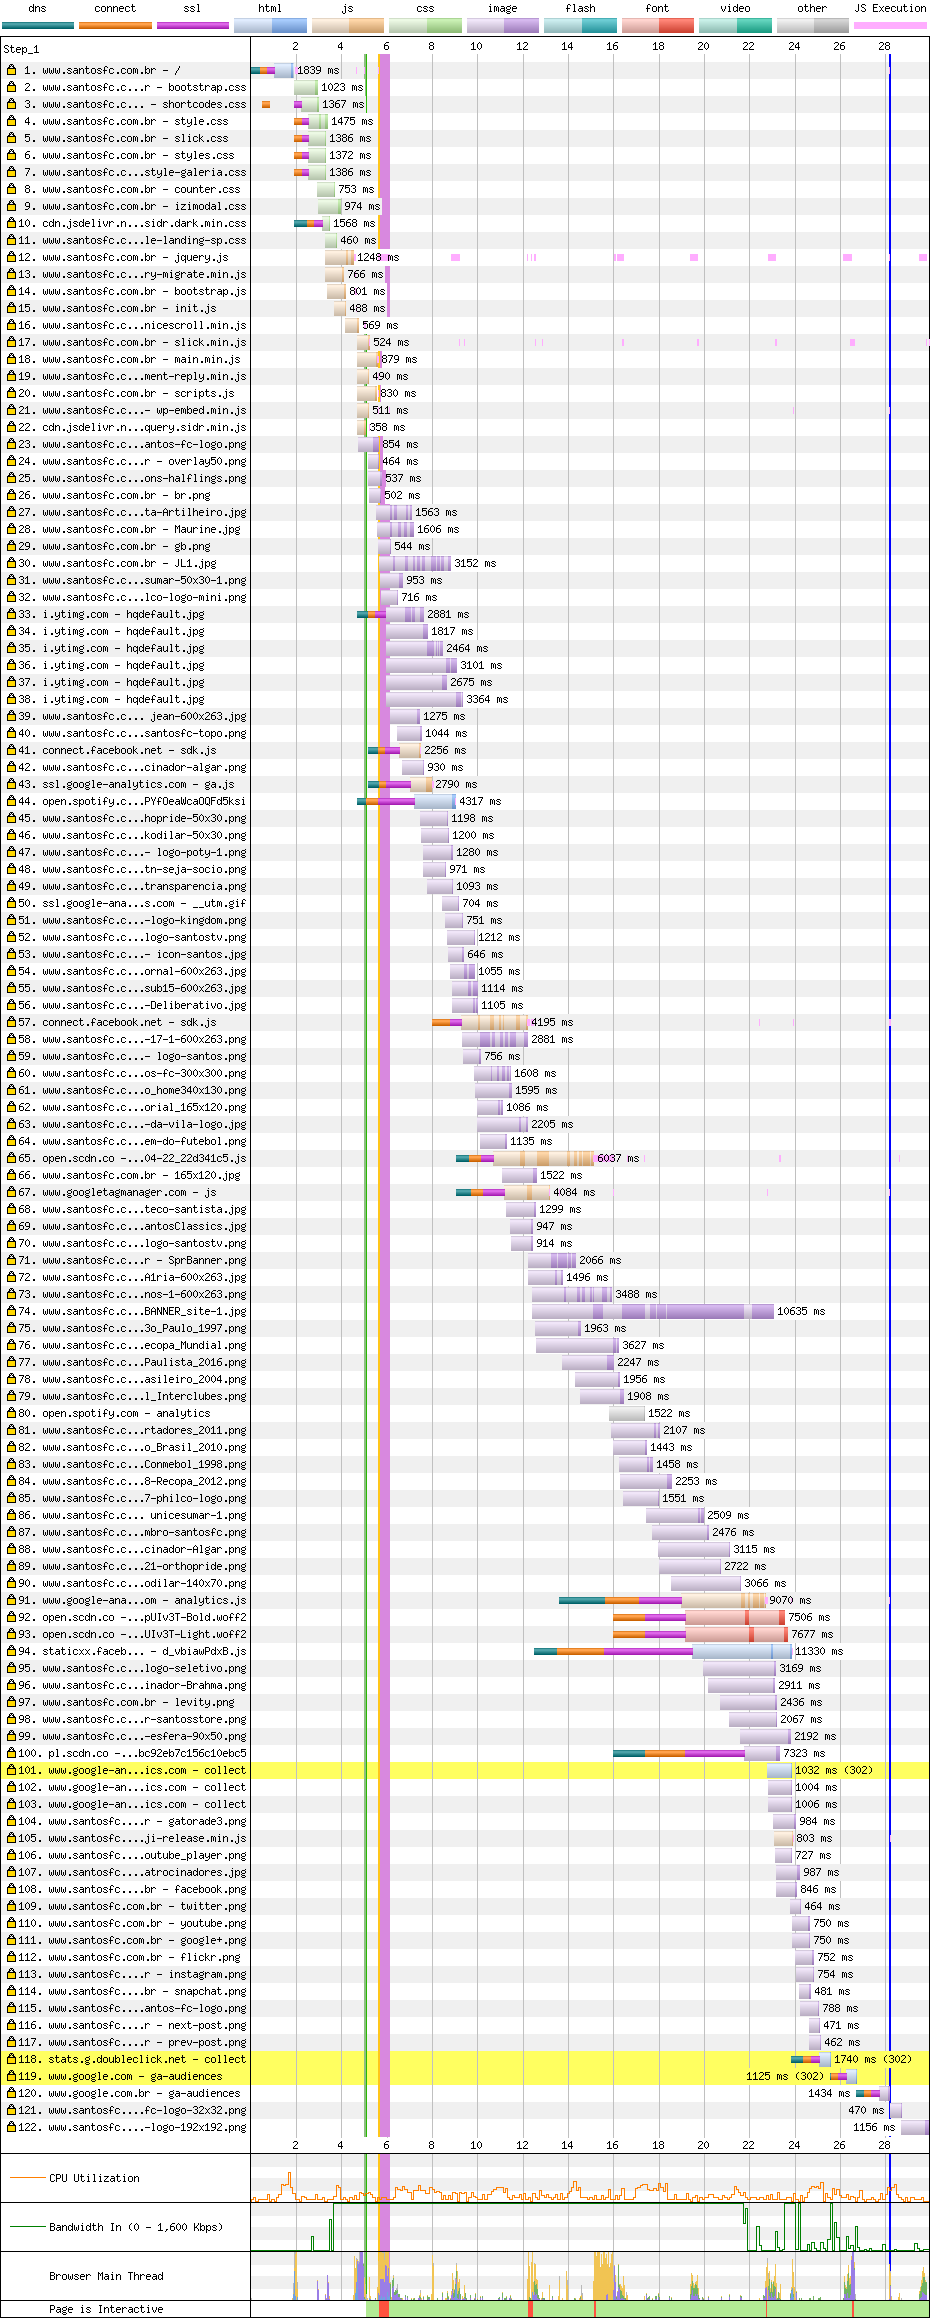 dns connect ssl html js css image flash font video other JS Execution
Step_1 2 4 6 8 10 12 14 16 18 20 22 24 26 28
1. www.santosfc.com.br - / 1839 ms
2. www.santosfc.c...r - bootstrap.css 1023 ms
3. www.santosfc.c... - shortcodes.css 1367 ms
4. www.santosfc.com.br - style.css 1475 ms
5. www.santosfc.com.br - slick.css 1386 ms
6. www.santosfc.com.br - styles.css 1372 ms
7. www.santosfc.c...style-galeria.css 1386 ms
8. www.santosfc.com.br - counter.css 753 ms
9. www.santosfc.com.br - izimodal.css 974 ms
10. cdn.jsdelivr.n...sidr.dark.min.css 1568 ms
11. www.santosfc.c...le-landing-sp.css 460 ms
12. www.santosfc.com.br - jquery.js 1248 ms
13. www.santosfc.c...ry-migrate.min.js 766 ms
14. www.santosfc.com.br - bootstrap.js 801 ms
15. www.santosfc.com.br - init.js 488 ms
16. www.santosfc.c...nicescroll.min.js 569 ms
17. www.santosfc.com.br - slick.min.js 524 ms
18. www.santosfc.com.br - main.min.js 879 ms
19. www.santosfc.c...ment-reply.min.js 490 ms
20. www.santosfc.com.br - scripts.js 830 ms
21. www.santosfc.c...- wp-embed.min.js 511 ms
22. cdn.jsdelivr.n...query.sidr.min.js 358 ms
23. www.santosfc.c...antos-fc-logo.png 854 ms
24. www.santosfc.c...r - overlay50.png 464 ms
25. www.santosfc.c...ons-halflings.png 537 ms
26. www.santosfc.com.br - br.png 502 ms
27. www.santosfc.c...ta-Artilheiro.jpg 1563 ms
28. www.santosfc.com.br - Maurine.jpg 1606 ms
29. www.santosfc.com.br - gb.png 544 ms
30. www.santosfc.com.br - JL1.jpg 3152 ms
31. www.santosfc.c...sumar-50x30-1.png 953 ms
32. www.santosfc.c...lco-logo-mini.png 716 ms
33. i.ytimg.com - hqdefault.jpg 2881 ms
34. i.ytimg.com - hqdefault.jpg 1817 ms
35. i.ytimg.com - hqdefault.jpg 2464 ms
36. i.ytimg.com - hqdefault.jpg 3101 ms
37. i.ytimg.com - hqdefault.jpg 2675 ms
38. i.ytimg.com - hqdefault.jpg 3364 ms
39. www.santosfc.c... jean-600x263.jpg 1275 ms
40. www.santosfc.c...santosfc-topo.png 1044 ms
41. connect.facebook.net - sdk.js 2256 ms
42. www.santosfc.c...cinador-algar.png 930 ms
43. ssl.google-analytics.com - ga.js 2790 ms
44. open.spotify.c...PYfOeaWcaOQFd5ksi 4317 ms
45. www.santosfc.c...hopride-50x30.png 1198 ms
46. www.santosfc.c...kodilar-50x30.png 1200 ms
47. www.santosfc.c...- logo-poty-1.png 1280 ms
48. www.santosfc.c...tn-seja-socio.png 971 ms
49. www.santosfc.c...transparencia.png 1093 ms
50. ssl.google-ana...s.com - __utm.gif 704 ms
51. www.santosfc.c...-logo-kingdom.png 751 ms
52. www.santosfc.c...logo-santostv.png 1212 ms
53. www.santosfc.c...- icon-santos.jpg 646 ms
54. www.santosfc.c...ornal-600x263.jpg 1055 ms
55. www.santosfc.c...sub15-600x263.jpg 1114 ms
56. www.santosfc.c...-Deliberativo.jpg 1105 ms
57. connect.facebook.net - sdk.js 4195 ms
58. www.santosfc.c...-17-1-600x263.png 2881 ms
59. www.santosfc.c...- logo-santos.png 756 ms
60. www.santosfc.c...os-fc-300x300.png 1608 ms
61. www.santosfc.c...o_home340x130.png 1595 ms
62. www.santosfc.c...orial_165x120.png 1086 ms
63. www.santosfc.c...-da-vila-logo.jpg 2205 ms
64. www.santosfc.c...em-do-futebol.png 1135 ms
65. open.scdn.co -...04-22_22d341c5.js 6037 ms
66. www.santosfc.com.br - 165x120.jpg 1522 ms
67. www.googletagmanager.com - js 4084 ms
68. www.santosfc.c...teco-santista.jpg 1299 ms
69. www.santosfc.c...antosClassics.jpg 947 ms
70. www.santosfc.c...logo-santostv.png 914 ms
71. www.santosfc.c...r - SprBanner.png 2066 ms
72. www.santosfc.c...A1ria-600x263.jpg 1496 ms
73. www.santosfc.c...nos-1-600x263.png 3488 ms
74. www.santosfc.c...BANNER_site-1.jpg 10635 ms
75. www.santosfc.c...3o_Paulo_1997.png 1963 ms
76. www.santosfc.c...ecopa_Mundial.png 3627 ms
77. www.santosfc.c...Paulista_2016.png 2247 ms
78. www.santosfc.c...asileiro_2004.png 1956 ms
79. www.santosfc.c...l_Interclubes.png 1908 ms
80. open.spotify.com - analytics 1522 ms
81. www.santosfc.c...rtadores_2011.png 2107 ms
82. www.santosfc.c...o_Brasil_2010.png 1443 ms
83. www.santosfc.c...Conmebol_1998.png 1458 ms
84. www.santosfc.c...8-Recopa_2012.png 2253 ms
85. www.santosfc.c...7-philco-logo.png 1551 ms
86. www.santosfc.c... unicesumar-1.png 2509 ms
87. www.santosfc.c...mbro-santosfc.png 2476 ms
88. www.santosfc.c...cinador-Algar.png 3115 ms
89. www.santosfc.c...21-orthopride.png 2722 ms
90. www.santosfc.c...odilar-140x70.png 3066 ms
91. www.google-ana...om - analytics.js 9070 ms
92. open.scdn.co -...pUIv3T-Bold.woff2 7506 ms
93. open.scdn.co -...UIv3T-Light.woff2 7677 ms
94. staticxx.faceb... - d_vbiawPdxB.js 11330 ms
95. www.santosfc.c...logo-seletivo.png 3169 ms
96. www.santosfc.c...inador-Brahma.png 2911 ms
97. www.santosfc.com.br - levity.png 2436 ms
98. www.santosfc.c...r-santosstore.png 2067 ms
99. www.santosfc.c...-esfera-90x50.png 2192 ms
100. pl.scdn.co -...bc92eb7c156c10ebc5 7323 ms
101. www.google-an...ics.com - collect 1032 ms (302)
102. www.google-an...ics.com - collect 1004 ms
103. www.google-an...ics.com - collect 1006 ms
104. www.santosfc....r - gatorade3.png 984 ms
105. www.santosfc....ji-release.min.js 803 ms
106. www.santosfc....outube_player.png 727 ms
107. www.santosfc....atrocinadores.jpg 987 ms
108. www.santosfc....br - facebook.png 846 ms
109. www.santosfc.com.br - twitter.png 464 ms
110. www.santosfc.com.br - youtube.png 750 ms
111. www.santosfc.com.br - google+.png 750 ms
112. www.santosfc.com.br - flickr.png 752 ms
113. www.santosfc....r - instagram.png 754 ms
114. www.santosfc....br - snapchat.png 481 ms
115. www.santosfc....antos-fc-logo.png 788 ms
116. www.santosfc....r - next-post.png 471 ms
117. www.santosfc....r - prev-post.png 462 ms
118. stats.g.doubleclick.net - collect 1740 ms (302)
119. www.google.com - ga-audiences 1125 ms (302)
120. www.google.com.br - ga-audiences 1434 ms
121. www.santosfc....fc-logo-32x32.png 470 ms
122. www.santosfc....-logo-192x192.png 1156 ms
2 4 6 8 10 12 14 16 18 20 22 24 26 28
CPU Utilization
Bandwidth In (0 - 1,600 Kbps)
Browser Main Thread
Page is Interactive